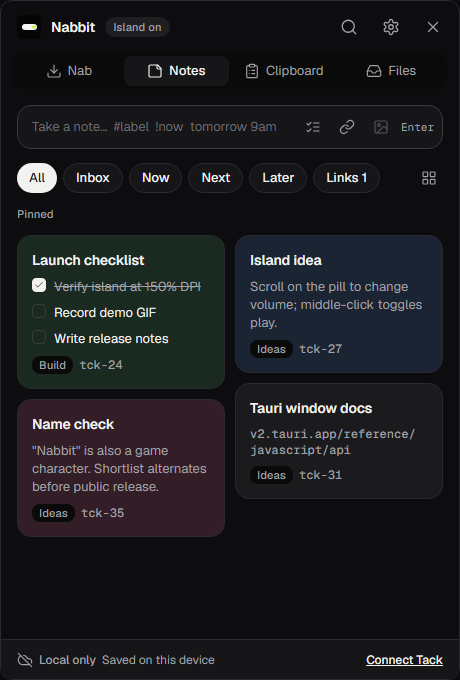 Nabbit Island on
Nab Notes Clipboard Files
Take a note... #label !now tomorrow 9am Enter
All Inbox Now Next Later Links 1
Pinned
Launch checklist
Verify island at 150% DPI
Record demo GIF
Write release notes
Build tck-24
Name check
"Nabbit" is also a game
character. Shortlist alternates
before public release.
Ideas tck-35
Island idea
Scroll on the pill to change
volume; middle-click toggles
play.
Ideas tck-27
Tauri window docs
v2.tauri.app/reference/
javascript/api
Ideas tck-31
Local only Saved on this device Connect Tack